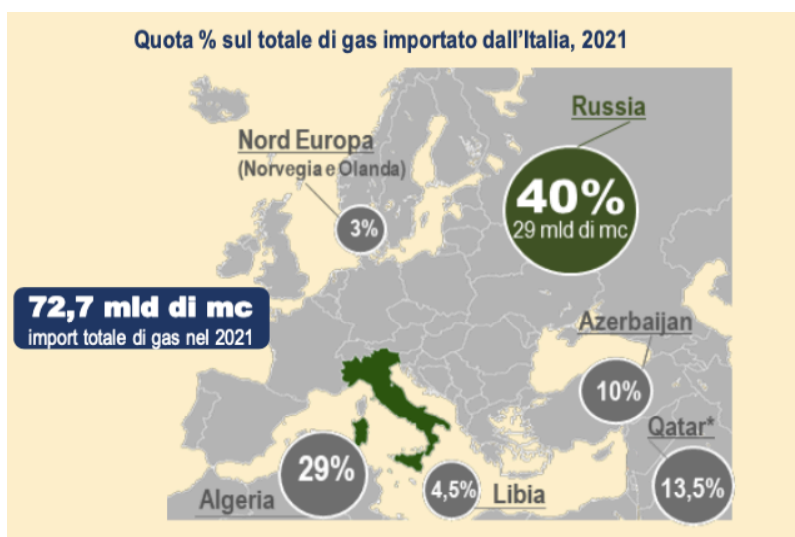 Quota % sul totale di gas importato dall'Italia, 2021
Russia
40%
29 mld di mc
Nord Europa
(Norvegia e Olanda)
3%
72,7 mld di mc
import totale di gas nel 2021
Azerbaijan
10%
Qatar*
13,5%
29%
Algeria
4,5%
Libia